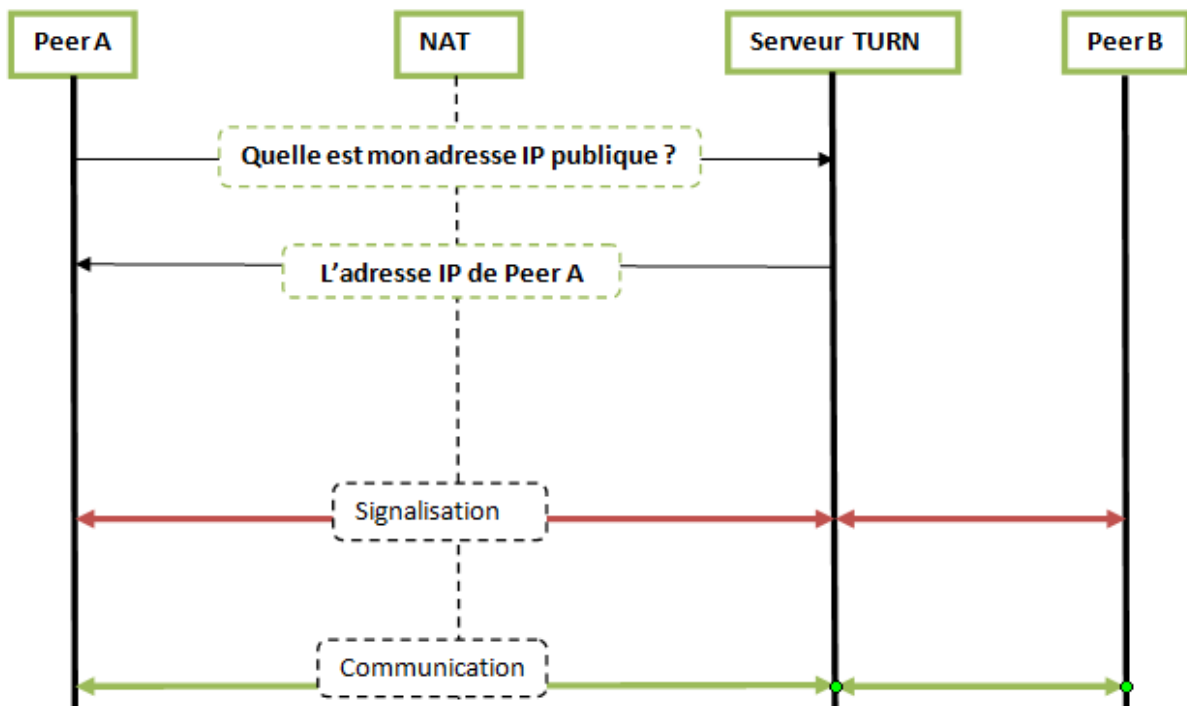 Peer A
NAT
Serveur TURN
Peer B
Quelle est mon adresse IP publique ?
L’adresse IP de Peer A
Signalisation
Communication